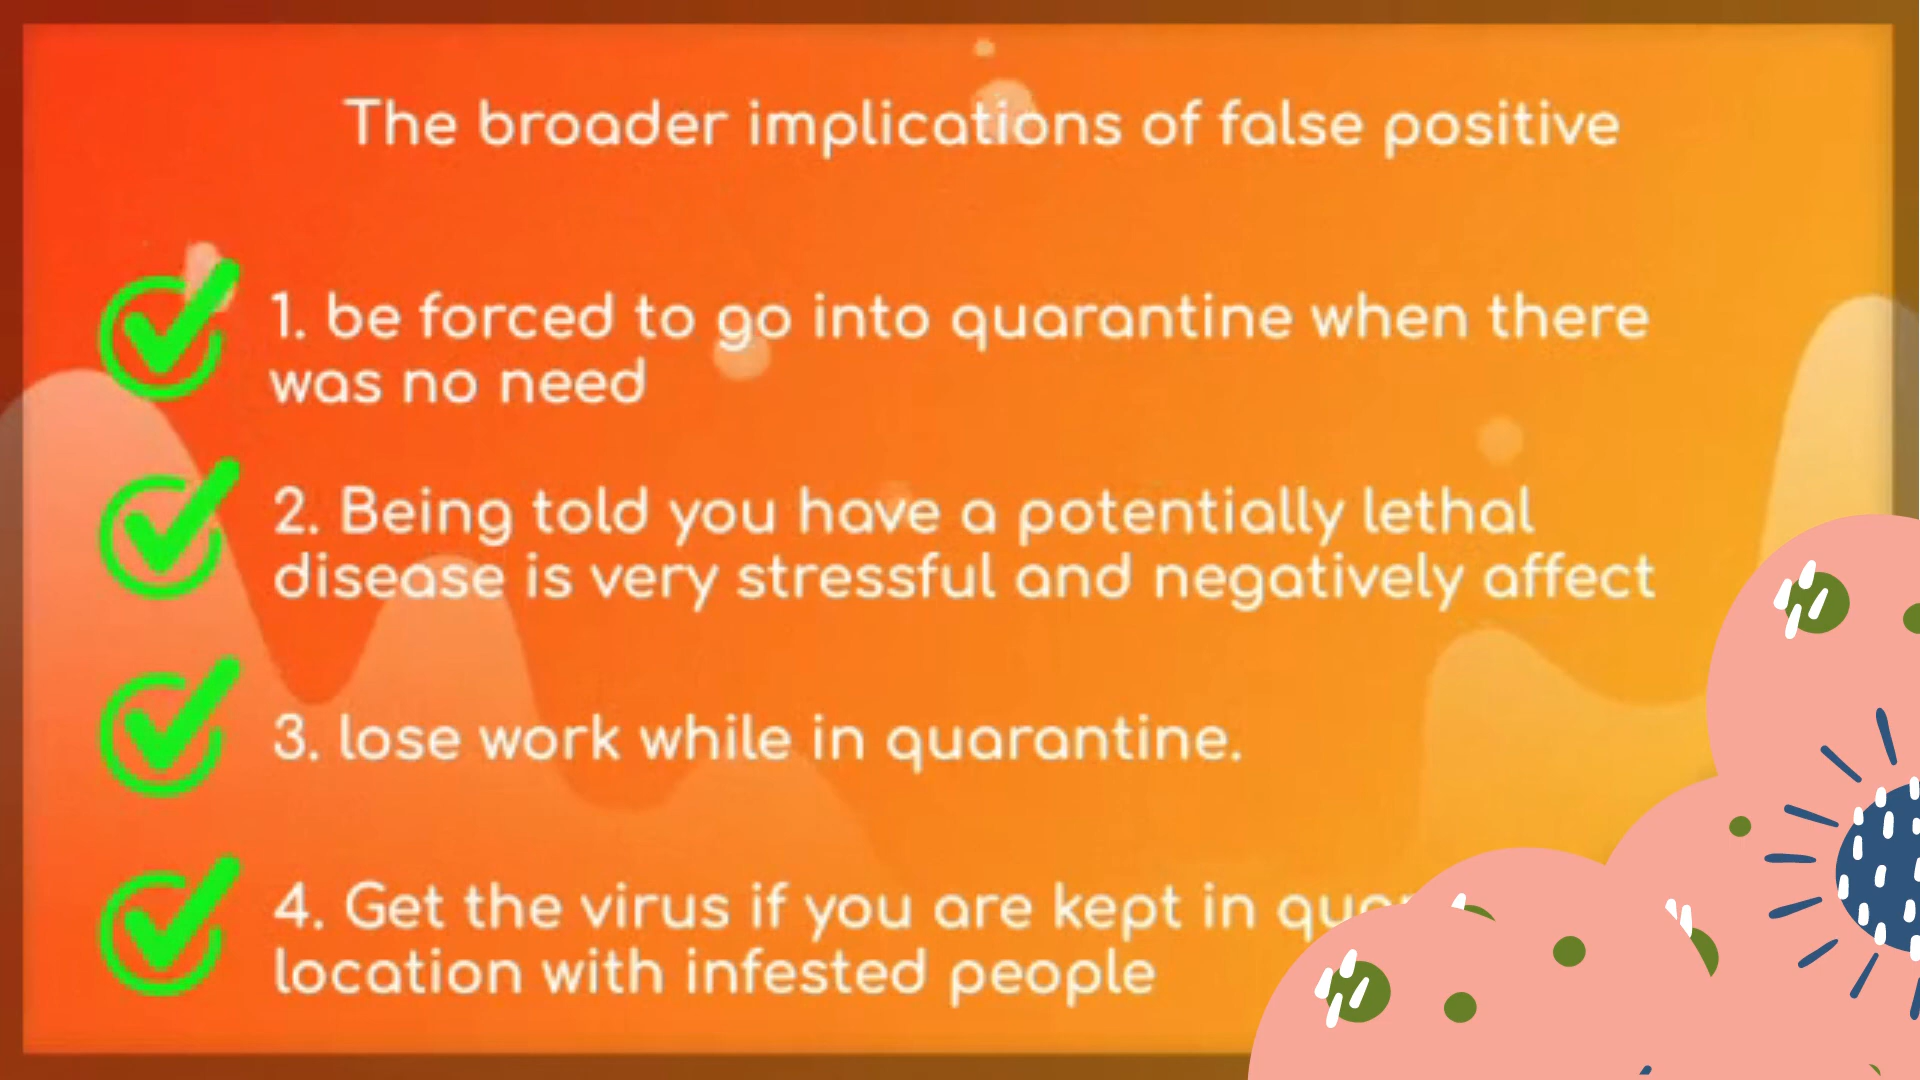 The broader implications of false positive
1. be forced to go into quarantine when there
was no need
2. Being told you have a potentially lethal
disease is very stressful and negatively affect
3. lose work while in quarantine.
4. Get the virus if you are kept in
location with infested people